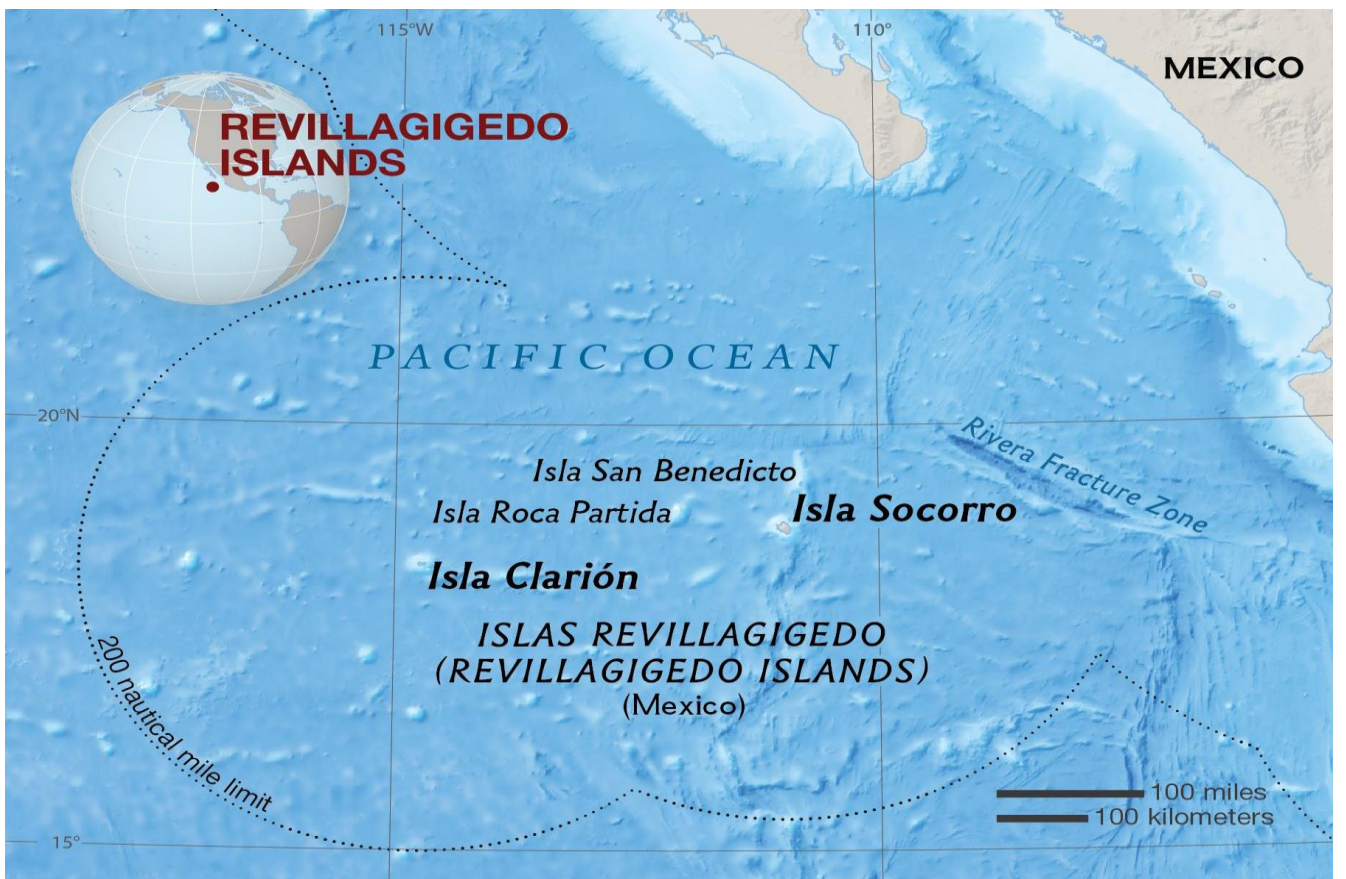 115°W
110°
MEXICO
REVILLAGIGEDO
ISLANDS
PACIFIC OCEAN
20°N
Rivera Fracture Zone
Isla San Benedicto
Isla Roca Partida
Isla Socorro
Isla Clarión
ISLAS REVILLAGIGEDO
(REVILLAGIGEDO ISLANDS)
(Mexico)
200 nautical mile limit
100 miles
100 kilometers
15°